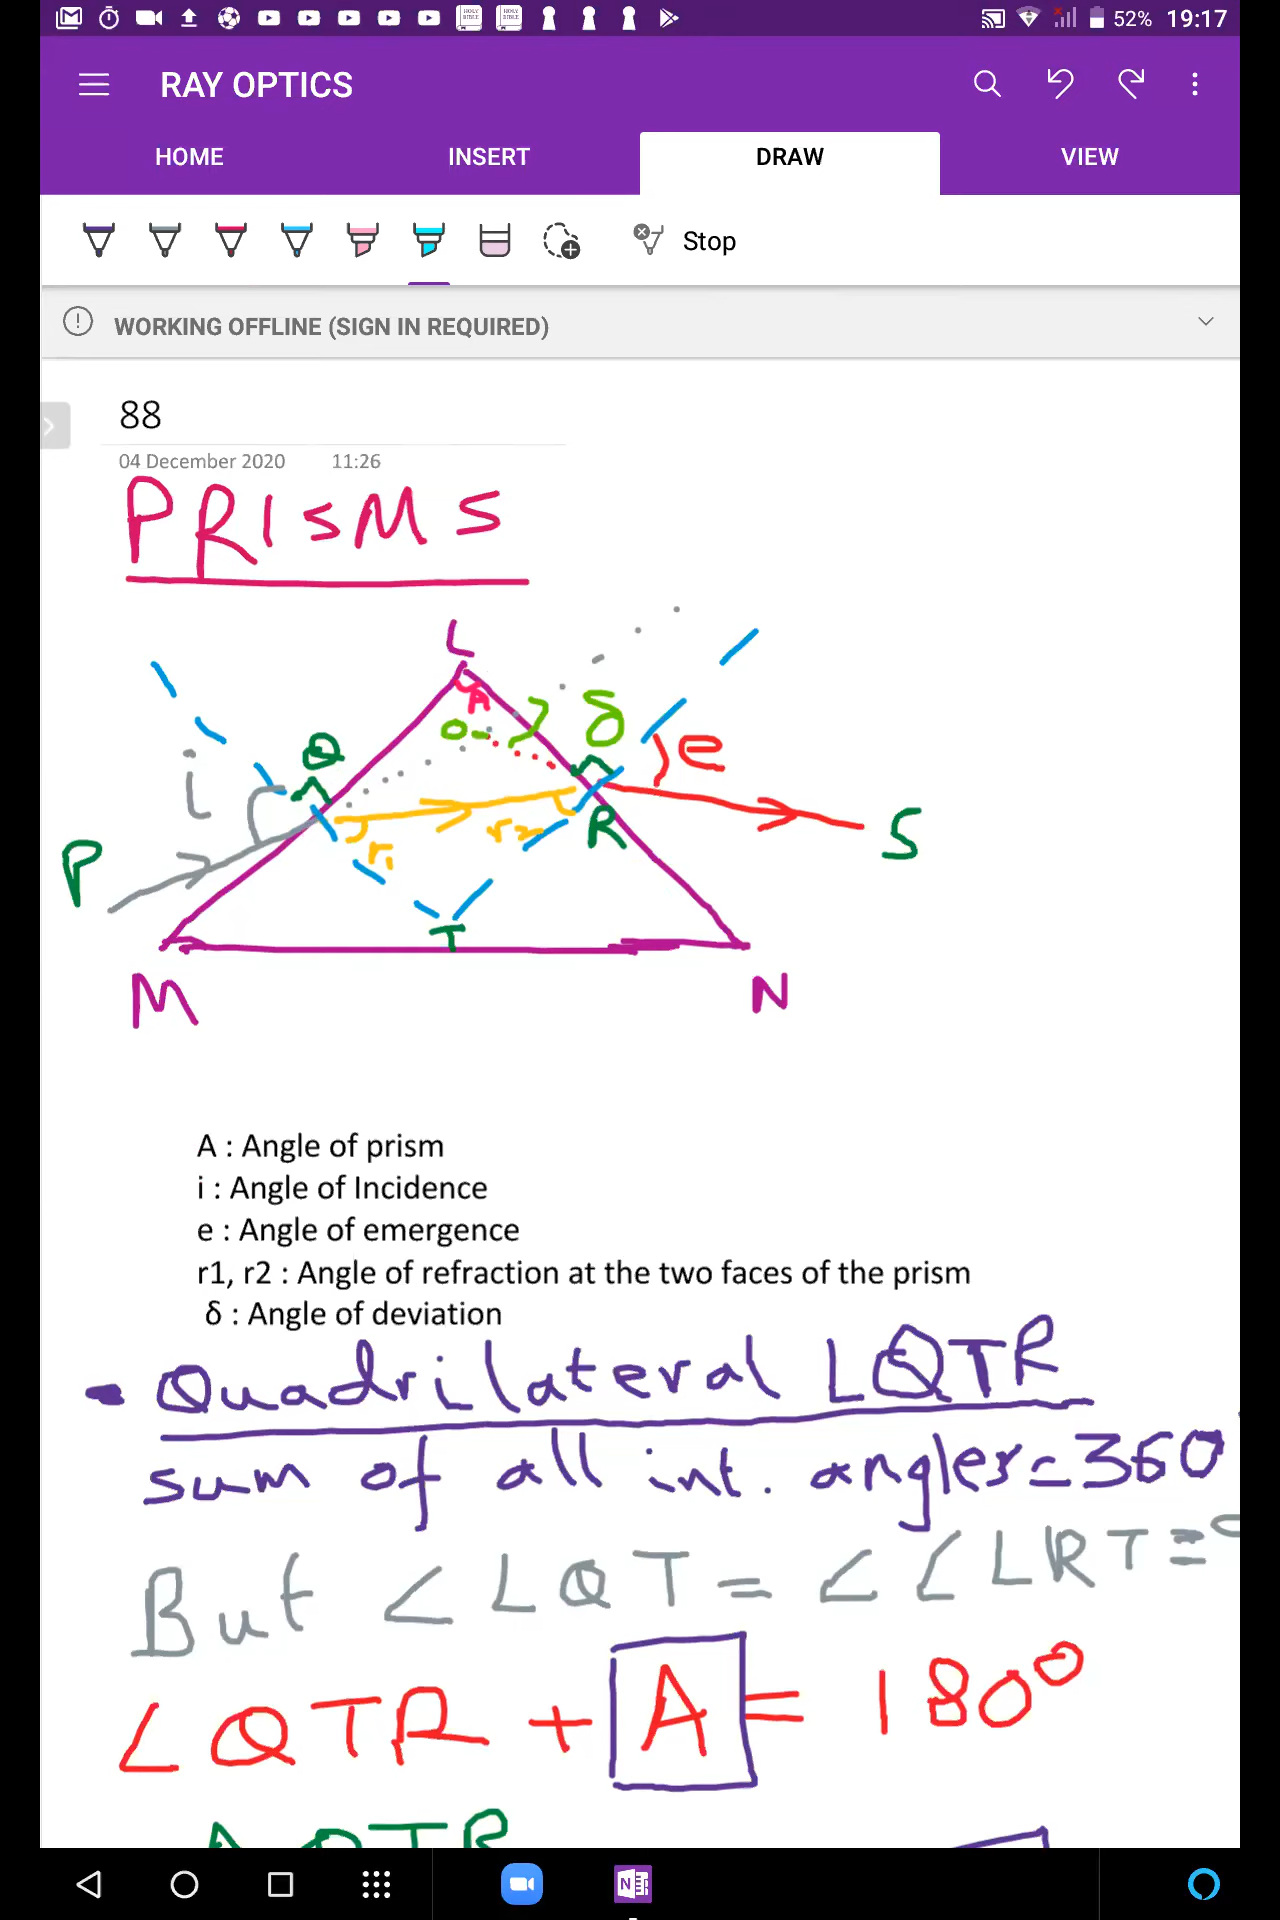 52% 19:17
RAY OPTICS
HOME INSERT DRAW VIEW
Stop
WORKING OFFLINE (SIGN IN REQUIRED)
88
04 December 2020 11:26
PRISMS
L
A
O
δ
Q
i
e
P
r1
r2
R
S
T
M
N
A : Angle of prism
i : Angle of Incidence
e : Angle of emergence
r1, r2 : Angle of refraction at the two faces of the prism
δ : Angle of deviation
- Quadrilateral LQTR
sum of all int. angles = 360
But ∠LQT = ∠∠LRT =
∠QTR + A = 180°